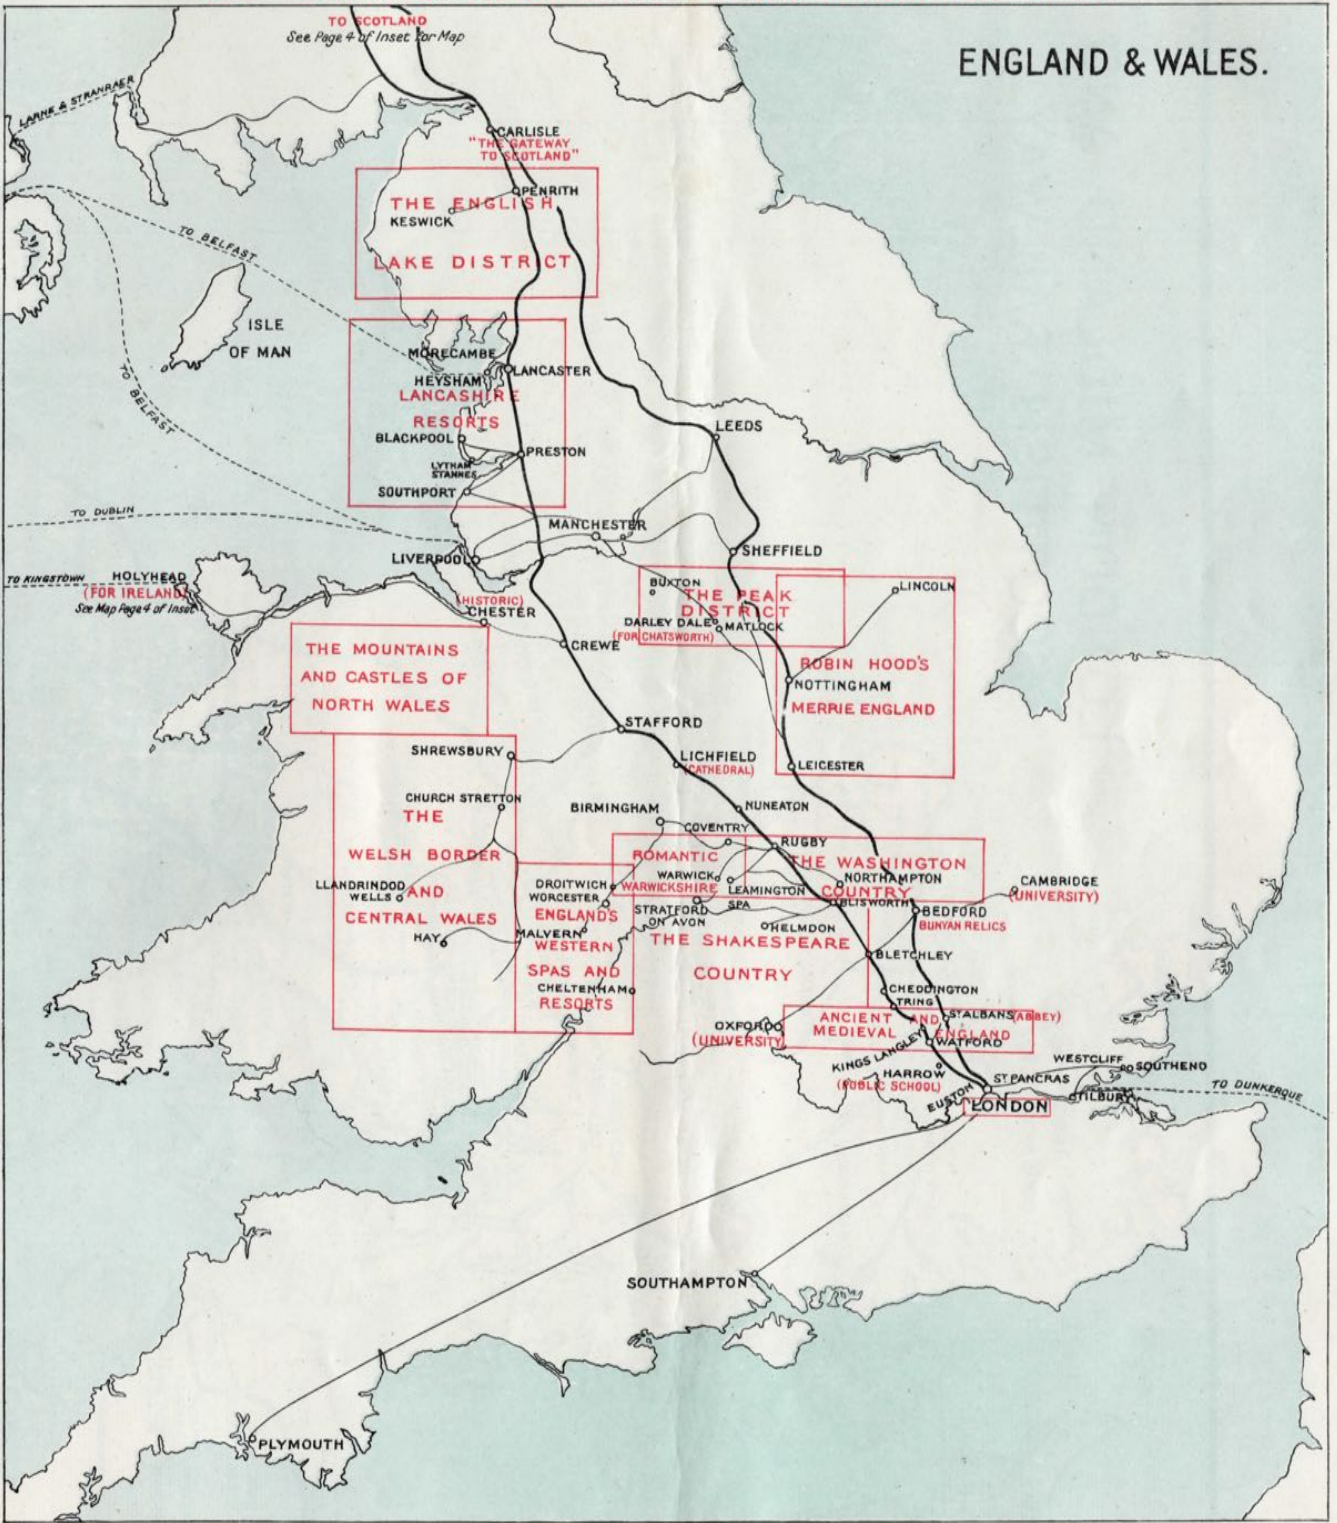 ENGLAND & WALES.
TO SCOTLAND
See Page 4 of Inset for Map
LARNE & STRANRAER
CARLISLE
"THE GATEWAY
TO SCOTLAND"
PENRITH
THE ENGLISH
KESWICK
LAKE DISTRICT
TO BELFAST
ISLE
OF MAN
TO BELFAST
MORECAMBE
HEYSHAM
LANCASTER
LANCASHIRE
RESORTS
BLACKPOOL
PRESTON
LYTHAM
STANNES
SOUTHPORT
LEEDS
TO DUBLIN
MANCHESTER
LIVERPOOL
SHEFFIELD
TO KINGSTOWN
HOLYHEAD
(FOR IRELAND)
See Map Page 4 of Inset
(HISTORIC)
CHESTER
CREWE
BUXTON
THE PEAK
DISTRICT
DARLEY DALE
MATLOCK
(FOR CHATSWORTH)
LINCOLN
THE MOUNTAINS
AND CASTLES OF
NORTH WALES
ROBIN HOOD'S
NOTTINGHAM
MERRIE ENGLAND
STAFFORD
SHREWSBURY
LICHFIELD
(CATHEDRAL)
LEICESTER
CHURCH STRETTON
THE
WELSH BORDER
LLANDRINDOD
WELLS
AND
CENTRAL WALES
HAY
BIRMINGHAM
NUNEATON
COVENTRY
RUGBY
ROMANTIC
WARWICKSHIRE
WARWICK
LEAMINGTON
SPA
THE WASHINGTON
NORTHAMPTON
COUNTRY
BLISWORTH
CAMBRIDGE
(UNIVERSITY)
DROITWICH
WORCESTER
ENGLAND'S
MALVERN
WESTERN
SPAS AND
CHELTENHAM
RESORTS
STRATFORD
ON AVON
HELMDON
THE SHAKESPEARE
COUNTRY
BEDFORD
BUNYAN RELICS
BLETCHLEY
CHEDDINGTON
TRING
ANCIENT AND
MEDIEVAL ENGLAND
ST ALBANS (ABBEY)
OXFORD
(UNIVERSITY)
WATFORD
KINGS LANGLEY
HARROW
(PUBLIC SCHOOL)
EUSTON
ST PANCRAS
LONDON
WESTCLIFF
SOUTHEND
TILBURY
TO DUNKERQUE
SOUTHAMPTON
PLYMOUTH